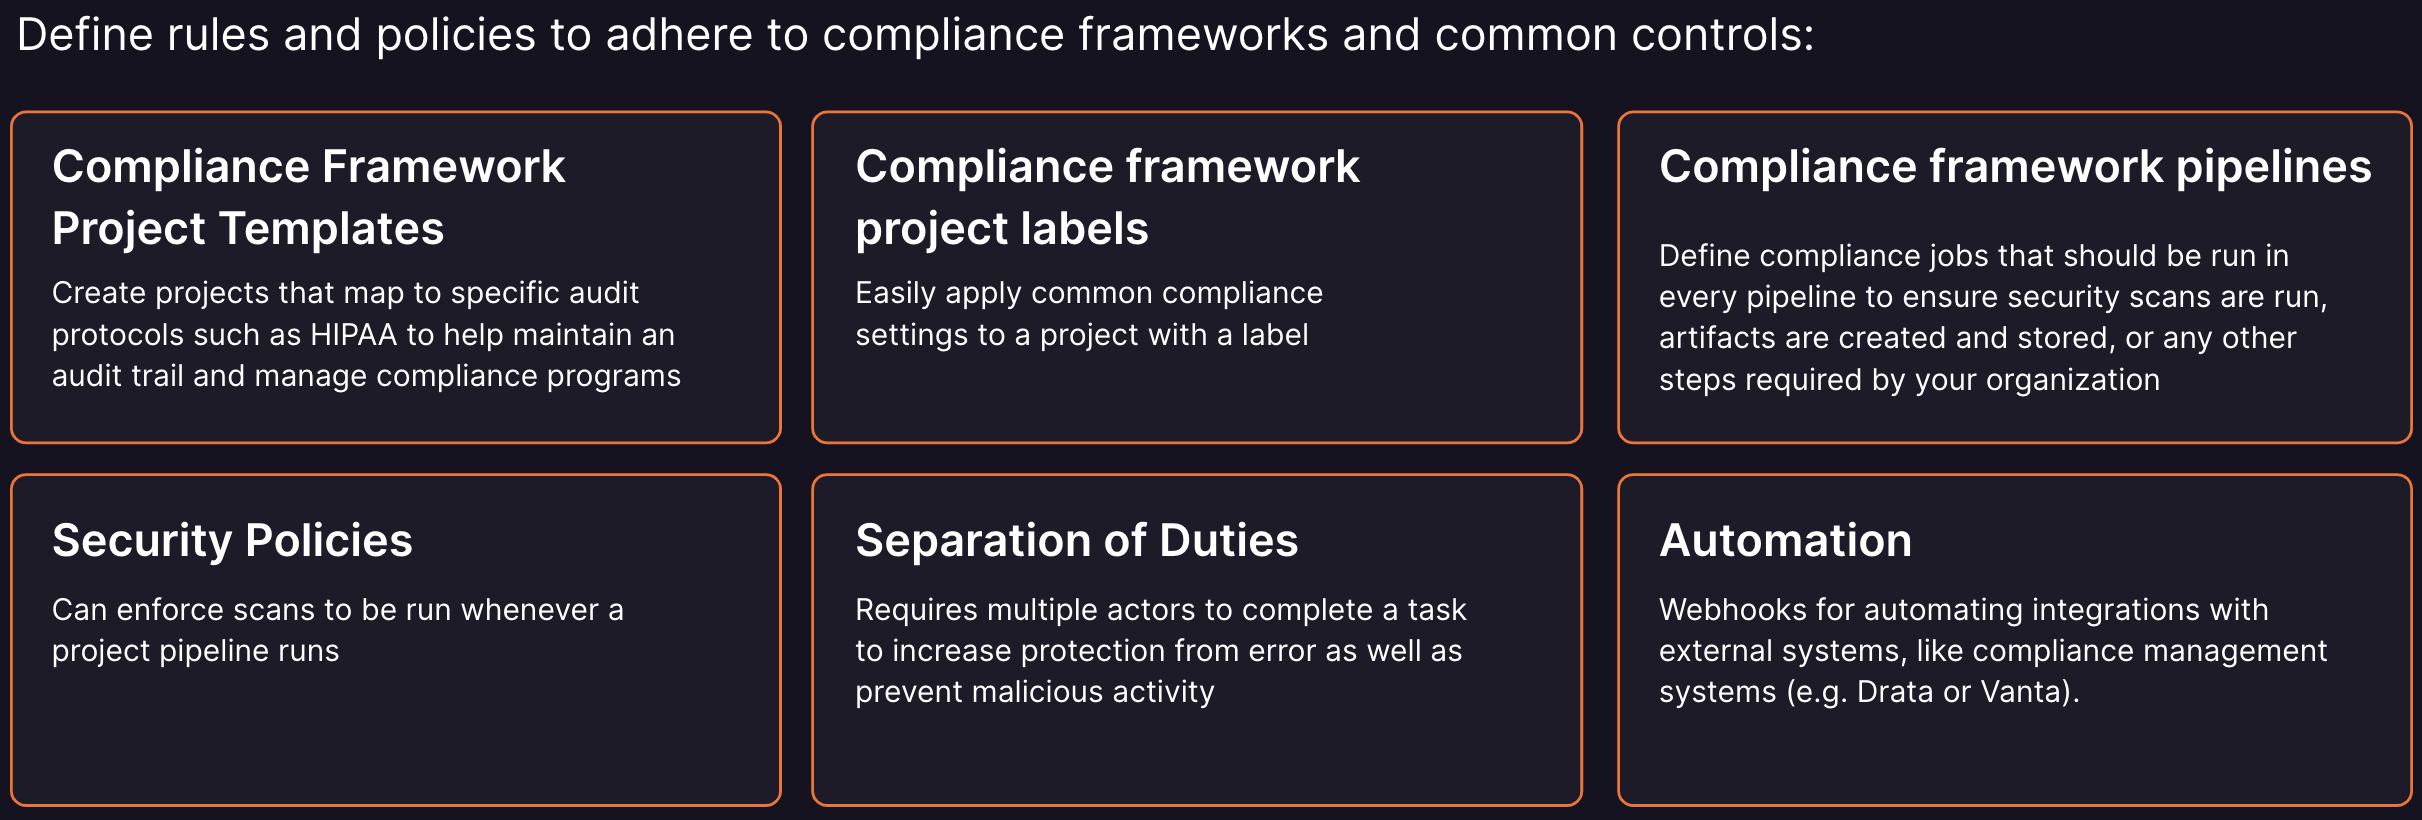 Define rules and policies to adhere to compliance frameworks and common controls:
Compliance Framework
Project Templates
Create projects that map to specific audit
protocols such as HIPAA to help maintain an
audit trail and manage compliance programs
Compliance framework
project labels
Easily apply common compliance
settings to a project with a label
Compliance framework pipelines
Define compliance jobs that should be run in
every pipeline to ensure security scans are run,
artifacts are created and stored, or any other
steps required by your organization
Security Policies
Can enforce scans to be run whenever a
project pipeline runs
Separation of Duties
Requires multiple actors to complete a task
to increase protection from error as well as
prevent malicious activity
Automation
Webhooks for automating integrations with
external systems, like compliance management
systems (e.g. Drata or Vanta).